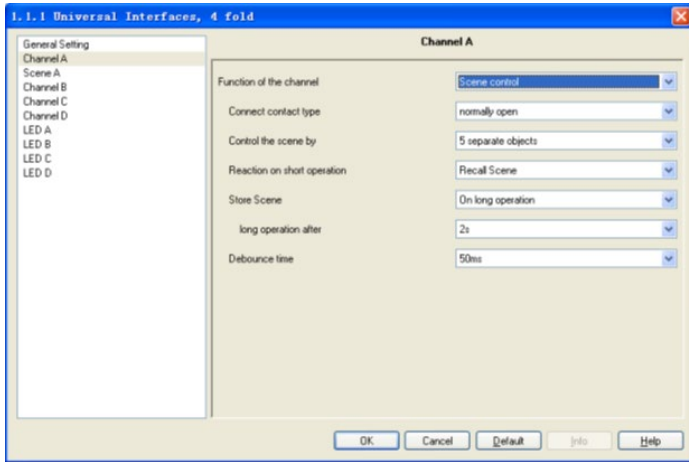 1.1.1 Universal Interfaces, 4 fold
General Setting
Channel A
Scene A
Channel B
Channel C
Channel D
LED A
LED B
LED C
LED D
Channel A
Function of the channel Scene control
Connect contact type normally open
Control the scene by 5 separate objects
Reaction on short operation Recall Scene
Store Scene On long operation
long operation after 2s
Debounce time 50ms
OK Cancel Default Info Help